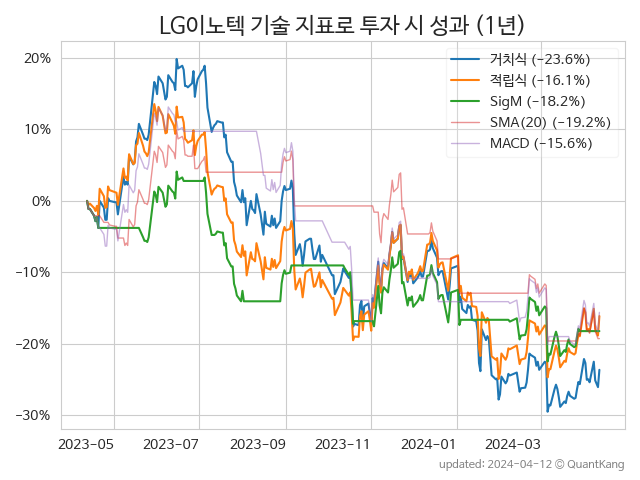 LG이노텍 기술 지표로 투자 시 성과 (1년)
거치식 (−23.6%)
적립식 (−16.1%)
SigM (−18.2%)
SMA(20) (−19.2%)
MACD (−15.6%)
20%
10%
0%
−10%
−20%
−30%
2023-05 2023-07 2023-09 2023-11 2024-01 2024-03
updated: 2024-04-12 © QuantKang